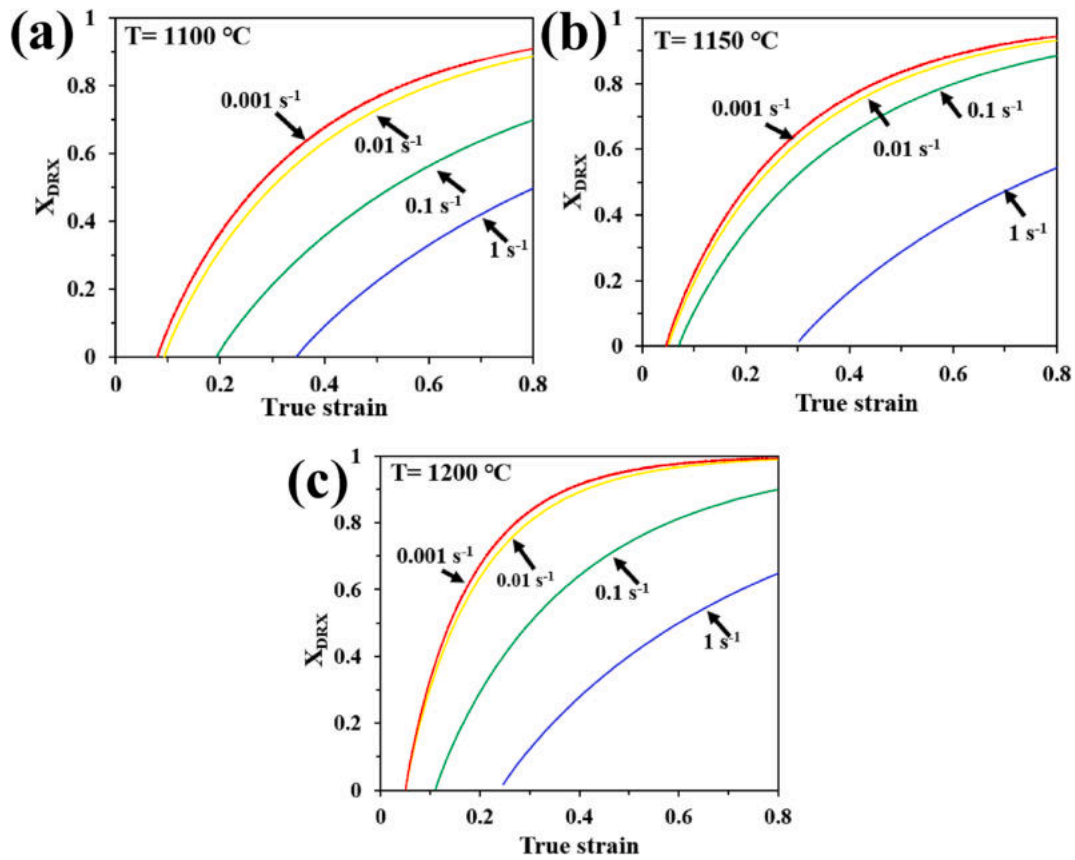 (a)
T= 1100 °C
1
0.8
0.6
0.4
0.2
0
X_DRX
0.001 s⁻¹
0.01 s⁻¹
0.1 s⁻¹
1 s⁻¹
0 0.2 0.4 0.6 0.8
True strain
(b)
T= 1150 °C
1
0.8
0.6
0.4
0.2
0
X_DRX
0.001 s⁻¹
0.1 s⁻¹
0.01 s⁻¹
1 s⁻¹
0 0.2 0.4 0.6 0.8
True strain
(c)
T= 1200 °C
1
0.8
0.6
0.4
0.2
0
X_DRX
0.001 s⁻¹
0.01 s⁻¹
0.1 s⁻¹
1 s⁻¹
0 0.2 0.4 0.6 0.8
True strain